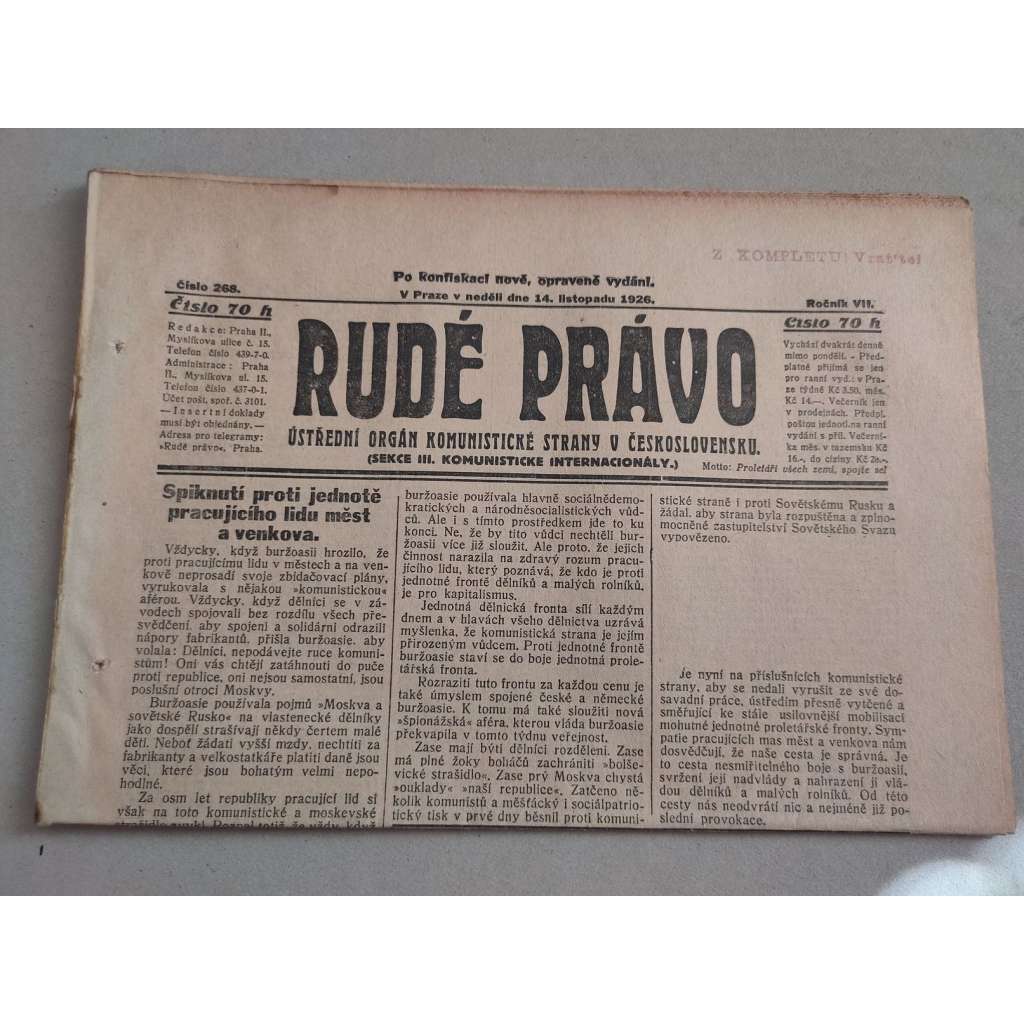 Z KOMPLETU! Vraťte!
Po konfiskaci nové, opravené vydání.
Číslo 268.
V Praze v neděli dne 14. listopadu 1926.
Ročník VII.
Číslo 70 h
Redakce: Praha II.,
Myslíkova ulice č. 15.
Telefon číslo 439-7-0.
Administrace: Praha
II., Myslíkova ul. 15.
Telefon číslo 437-0-1.
Účet pošt. spoř. č. 3101.
— Insertní doklady
musí býti objednány. —
Adresa pro telegramy:
»Rudé právo«, Praha.
RUDÉ PRÁVO
ÚSTŘEDNÍ ORGÁN KOMUNISTICKÉ STRANY V ČESKOSLOVENSKU.
(SEKCE III. KOMUNISTICKÉ INTERNACIONÁLY.)
Číslo 70 h
Vychází dvakrát denně
mimo pondělí. - Před-
platné přijímá se jen
pro ranní vyd.: v Pra-
ze týdně Kč 3.50, měs.
Kč 14.—. Večerník jen
v prodejnách. Předpl.
poštou jednotl. na ranní
vydání s příl. Večerní-
ka měs. v tuzemsku Kč
16.-, do ciziny Kč 26.-.
Motto: Proletáři všech zemí, spojte se!
Spiknutí proti jednotě
pracujícího lidu měst
a venkova.
Vždycky, když buržoasii hrozilo, že
proti pracujícímu lidu v městech a na ven-
kově neprosadí svoje zbídačovací plány,
vyrukovala s nějakou »komunistickou«
aférou. Vždycky, když dělníci se v zá-
vodech spojovali bez rozdílu všech pře-
svědčení, aby spojeni a solidární odrazili
nápory fabrikantů, přišla buržoasie, aby
volala: Dělníci, nepodávejte ruce komuni-
stům! Oni vás chtějí zatáhnouti do puče
proti republice, oni nejsou samostatní, jsou
poslušní otroci Moskvy.
Buržoasie používala pojmů »Moskva a
sovětské Rusko« na vlastenecké dělníky
jako dospělí strašívají někdy čertem malé
děti. Neboť žádati vyšší mzdy, nechtíti za
fabrikanty a velkostatkáře platiti daně jsou
věci, které jsou bohatým velmi nepo-
hodlné.
Za osm let republiky pracující lid si
však na toto komunistické a moskevské
buržoasie používala hlavně sociálnědemo-
kratických a národněsocialistických vůd-
ců. Ale i s tímto prostředkem jde to ku
konci. Ne, že by tito vůdci nechtěli bur-
žoasii více již sloužit. Ale proto, že jejich
činnost narazila na zdravý rozum pracu-
jícího lidu, který poznává, že kdo je proti
jednotné frontě dělníků a malých rolníků,
je pro kapitalismus.
Jednotná dělnická fronta sílí každým
dnem a v hlavách všeho dělnictva uzrává
myšlenka, že komunistická strana je jejím
přirozeným vůdcem. Proti jednotné frontě
buržoasie staví se do boje jednotná prole-
tářská fronta.
Rozraziti tuto frontu za každou cenu je
také úmyslem spojené české a německé
buržoasie. K tomu má také sloužiti nová
»špionážská« aféra, kterou vláda buržoasie
překvapila v tomto týdnu veřejnost.
Zase mají býti dělníci rozděleni. Zase
má plné žoky boháčů zachrániti »bolše-
vické strašidlo«. Zase prý Moskva chystá
»ouklady« »naší republice«. Zatčeno ně-
kolik komunistů a měšťácký i sociálpatrio-
tický tisk v prvé dny běsnil proti komuni-
stické straně i proti Sovětskému Rusku a
žádal, aby strana byla rozpuštěna a zplno-
mocněné zastupitelství Sovětského Svazu
vypovězeno.
Je nyní na příslušnících komunistické
strany, aby se nedali vyrušit ze své do-
savadní práce, ústředím přesně vytčené a
směřující ke stále usilovnější mobilisaci
mohutné jednotné proletářské fronty. Sym-
patie pracujících mas měst a venkova nám
dosvědčují, že naše cesta je správná. Je
to cesta nesmiřitelného boje s buržoasií,
svržení její nadvlády a nahrazení jí vlá-
dou dělníků a malých rolníků. Od této
cesty nás neodvrátí nic a nejméně již po-
slední provokace.